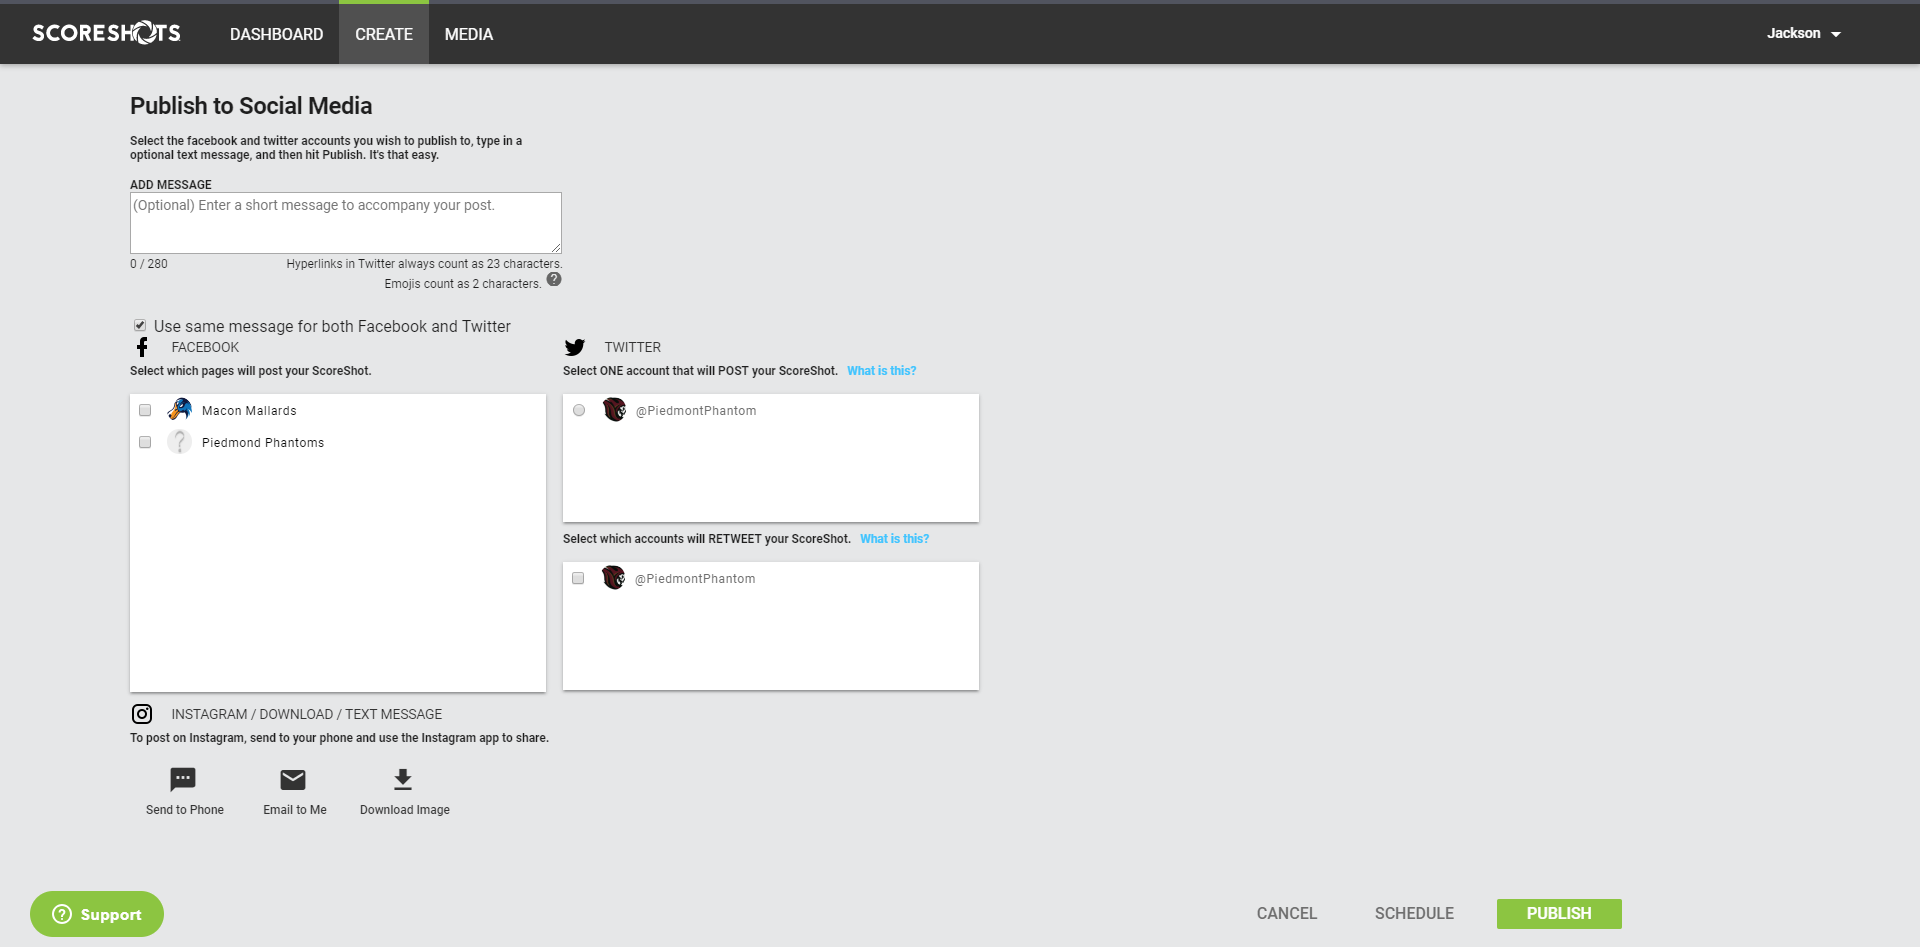 SCORESHOTS
DASHBOARD
CREATE
MEDIA
Jackson
Publish to Social Media
Select the facebook and twitter accounts you wish to publish to, type in a
optional text message, and then hit Publish. It's that easy.
ADD MESSAGE
(Optional) Enter a short message to accompany your post.
0 / 280
Hyperlinks in Twitter always count as 23 characters.
Emojis count as 2 characters. ?
Use same message for both Facebook and Twitter
FACEBOOK
Select which pages will post your ScoreShot.
Macon Mallards
Piedmond Phantoms
TWITTER
Select ONE account that will POST your ScoreShot. What is this?
@PiedmontPhantom
Select which accounts will RETWEET your ScoreShot. What is this?
@PiedmontPhantom
INSTAGRAM / DOWNLOAD / TEXT MESSAGE
To post on Instagram, send to your phone and use the Instagram app to share.
Send to Phone
Email to Me
Download Image
? Support
CANCEL
SCHEDULE
PUBLISH